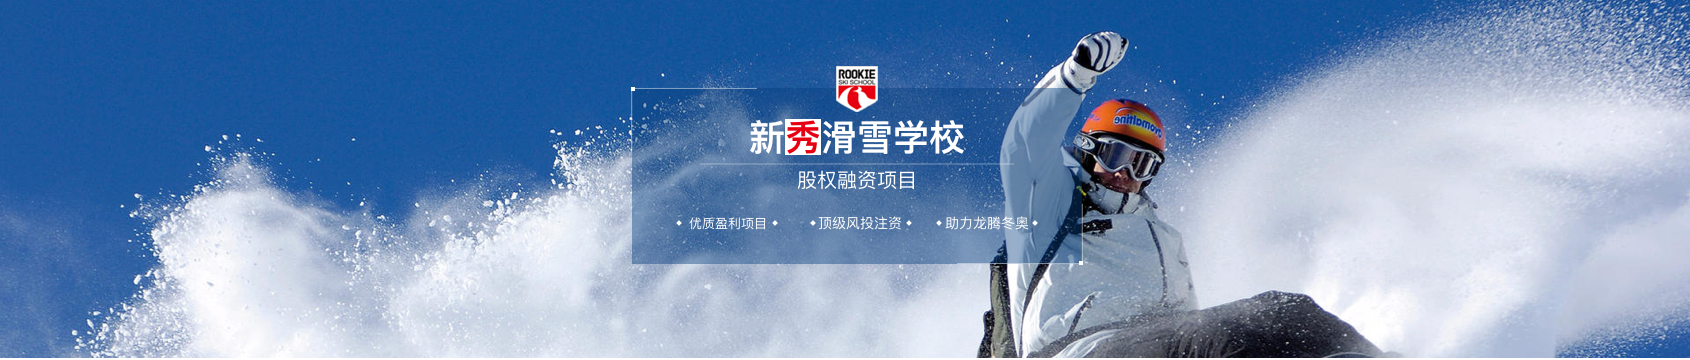 ROOKIE
SKI SCHOOL
新秀滑雪学校
股权融资项目
优质盈利项目 顶级风投注资 助力龙腾冬奥